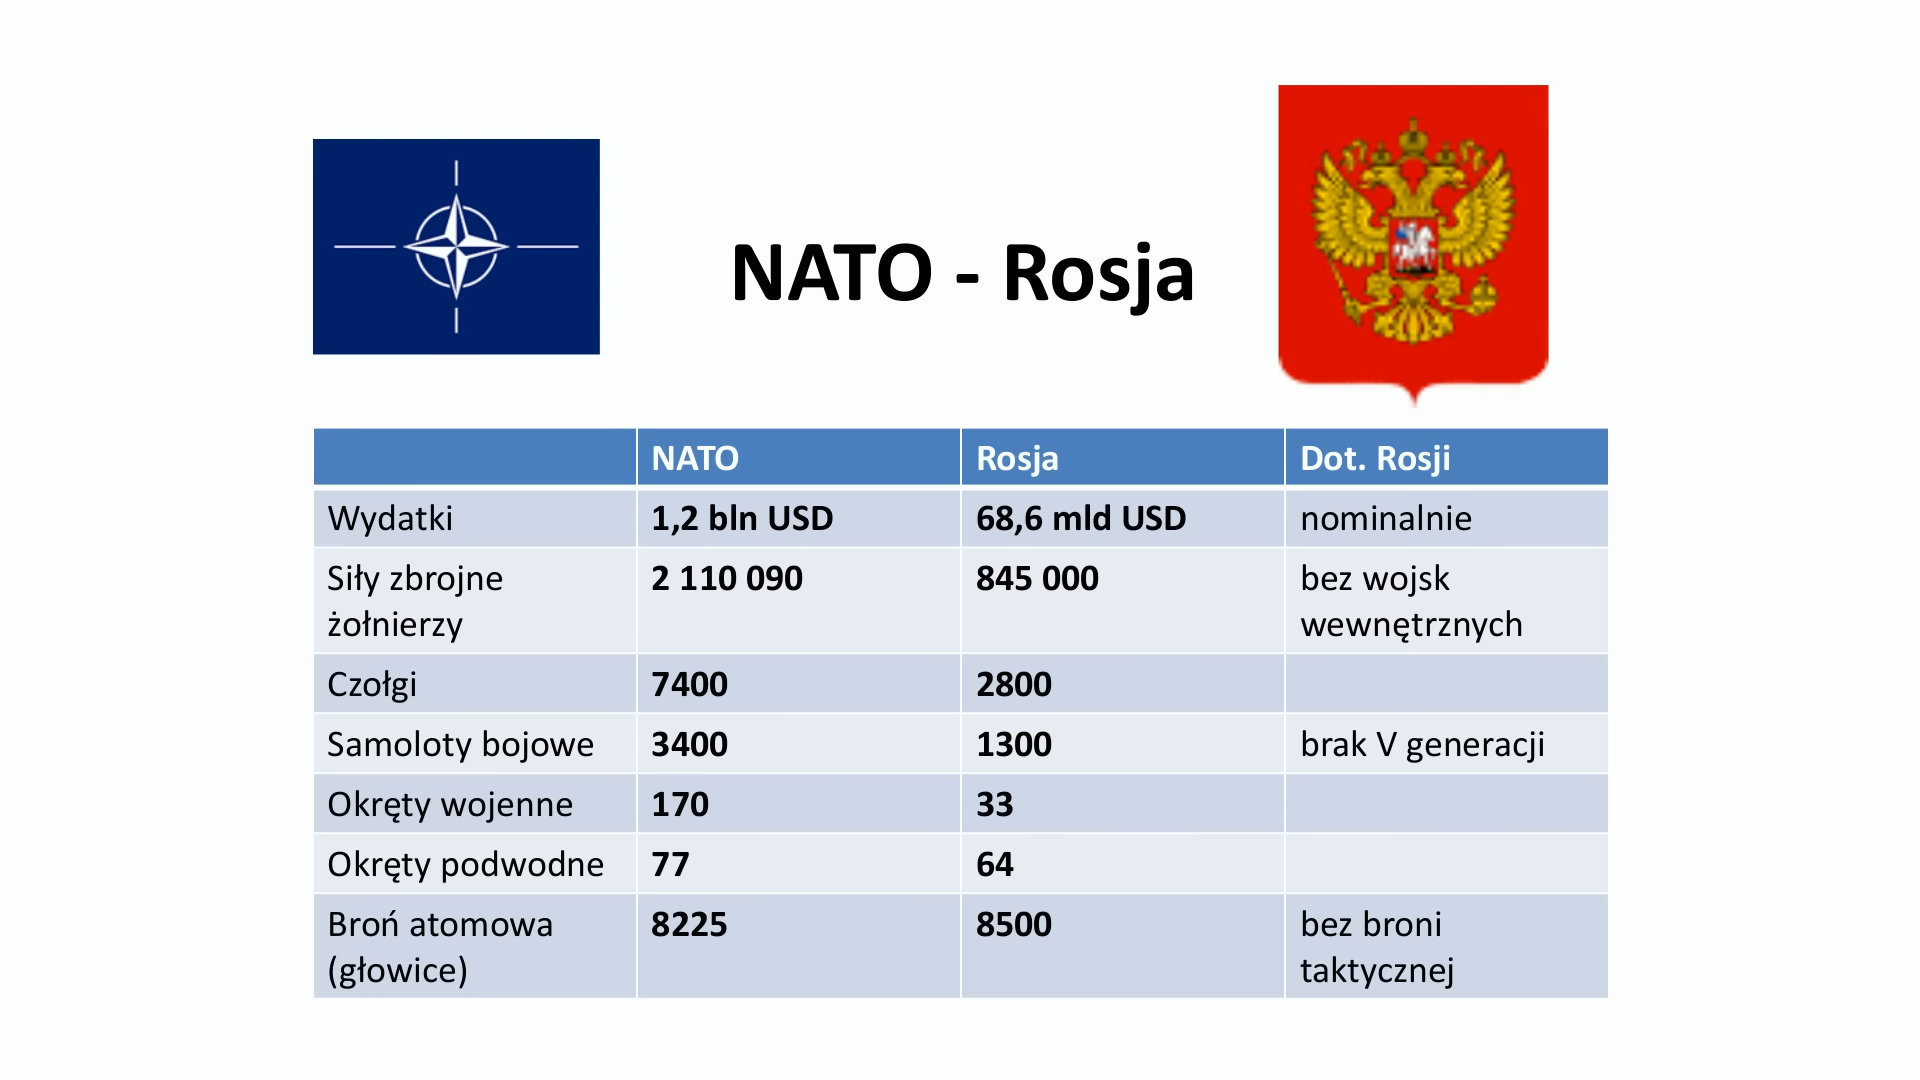 NATO - Rosja
NATO Rosja Dot. Rosji
Wydatki 1,2 bln USD 68,6 mld USD nominalnie
Siły zbrojne 2 110 090 845 000 bez wojsk
żołnierzy wewnętrznych
Czołgi 7400 2800
Samoloty bojowe 3400 1300 brak V generacji
Okręty wojenne 170 33
Okręty podwodne 77 64
Broń atomowa 8225 8500 bez broni
(głowice) taktycznej